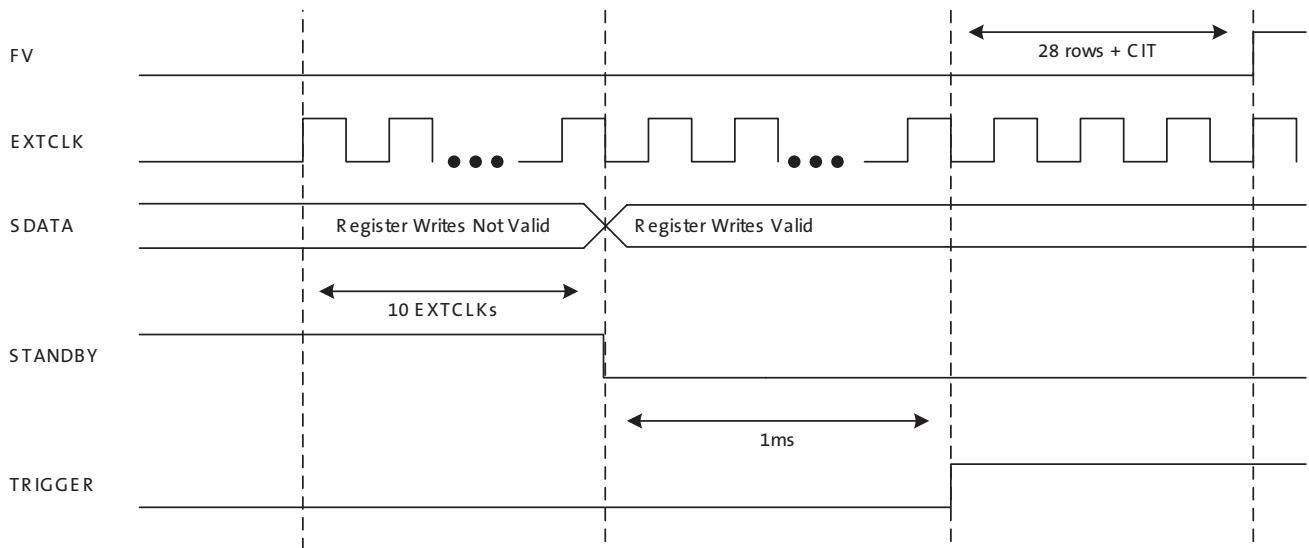 FV
28 rows + CIT
EXTCLK
SDATA
Register Writes Not Valid
Register Writes Valid
10 EXTCLKs
STANDBY
1ms
TRIGGER